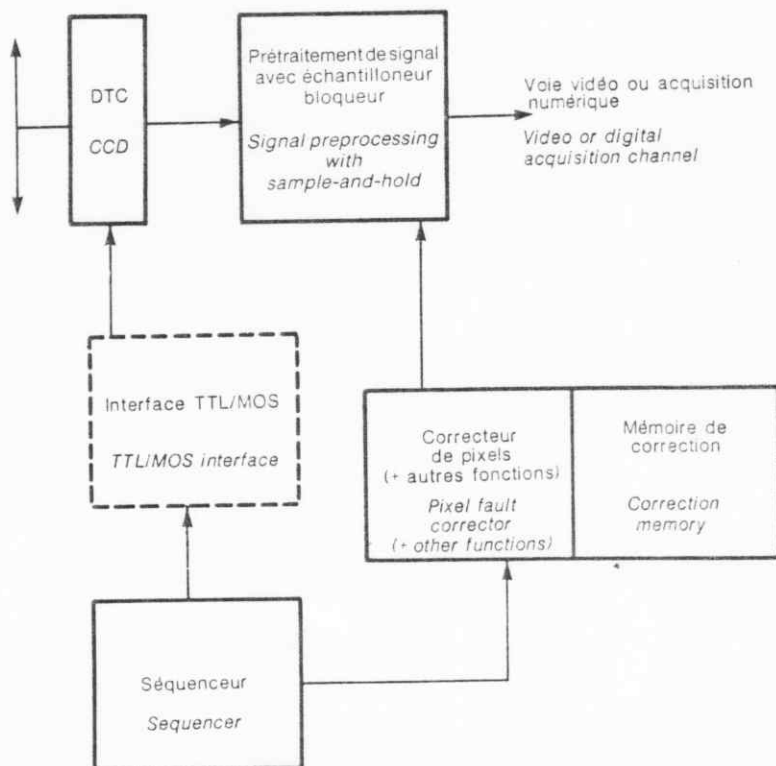 DTC
CCD
Prétraitement de signal
avec échantilloneur
bloqueur
Signal preprocessing
with
sample-and-hold
Voie vidéo ou acquisition
numérique
Video or digital
acquisition channel
Interface TTL/MOS
TTL/MOS interface
Correcteur
de pixels
(+ autres fonctions)
Pixel fault
corrector
(+ other functions)
Mémoire de
correction
Correction
memory
Séquenceur
Sequencer